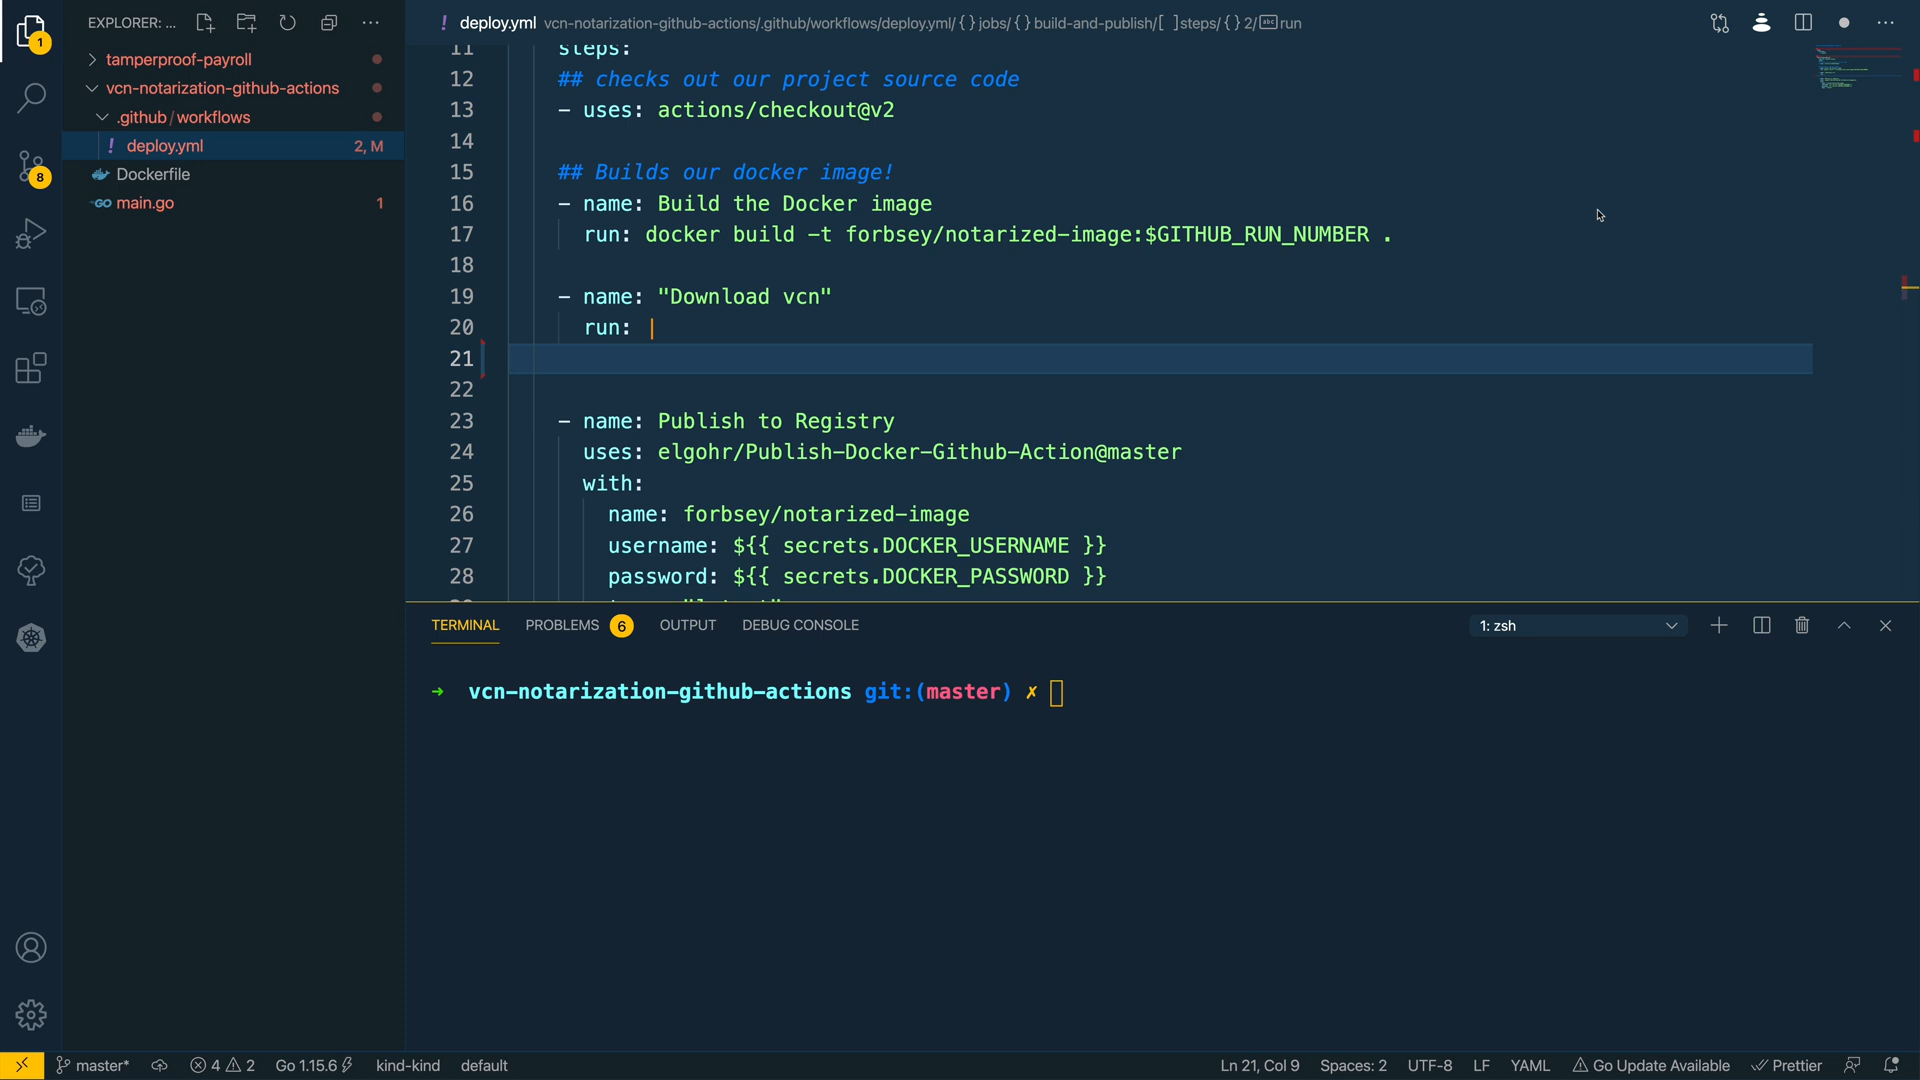 EXPLORER: ...
! deploy.yml vcn-notarization-github-actions/.github/workflows/deploy.yml/{ } jobs/{ } build-and-publish/[ ] steps/{ } 2/ abc run
1
tamperproof-payroll
vcn-notarization-github-actions
.github / workflows
! deploy.yml 2, M
8
Dockerfile
GO main.go 1
11 steps:
12 ## checks out our project source code
13 - uses: actions/checkout@v2
14
15 ## Builds our docker image!
16 - name: Build the Docker image
17 run: docker build -t forbsey/notarized-image:$GITHUB_RUN_NUMBER .
18
19 - name: "Download vcn"
20 run: |
21
22
23 - name: Publish to Registry
24 uses: elgohr/Publish-Docker-Github-Action@master
25 with:
26 name: forbsey/notarized-image
27 username: ${{ secrets.DOCKER_USERNAME }}
28 password: ${{ secrets.DOCKER_PASSWORD }}
TERMINAL PROBLEMS 6 OUTPUT DEBUG CONSOLE 1: zsh
➜ vcn-notarization-github-actions git:(master) ✗
master* 4 2 Go 1.15.6 kind-kind default Ln 21, Col 9 Spaces: 2 UTF-8 LF YAML Go Update Available Prettier